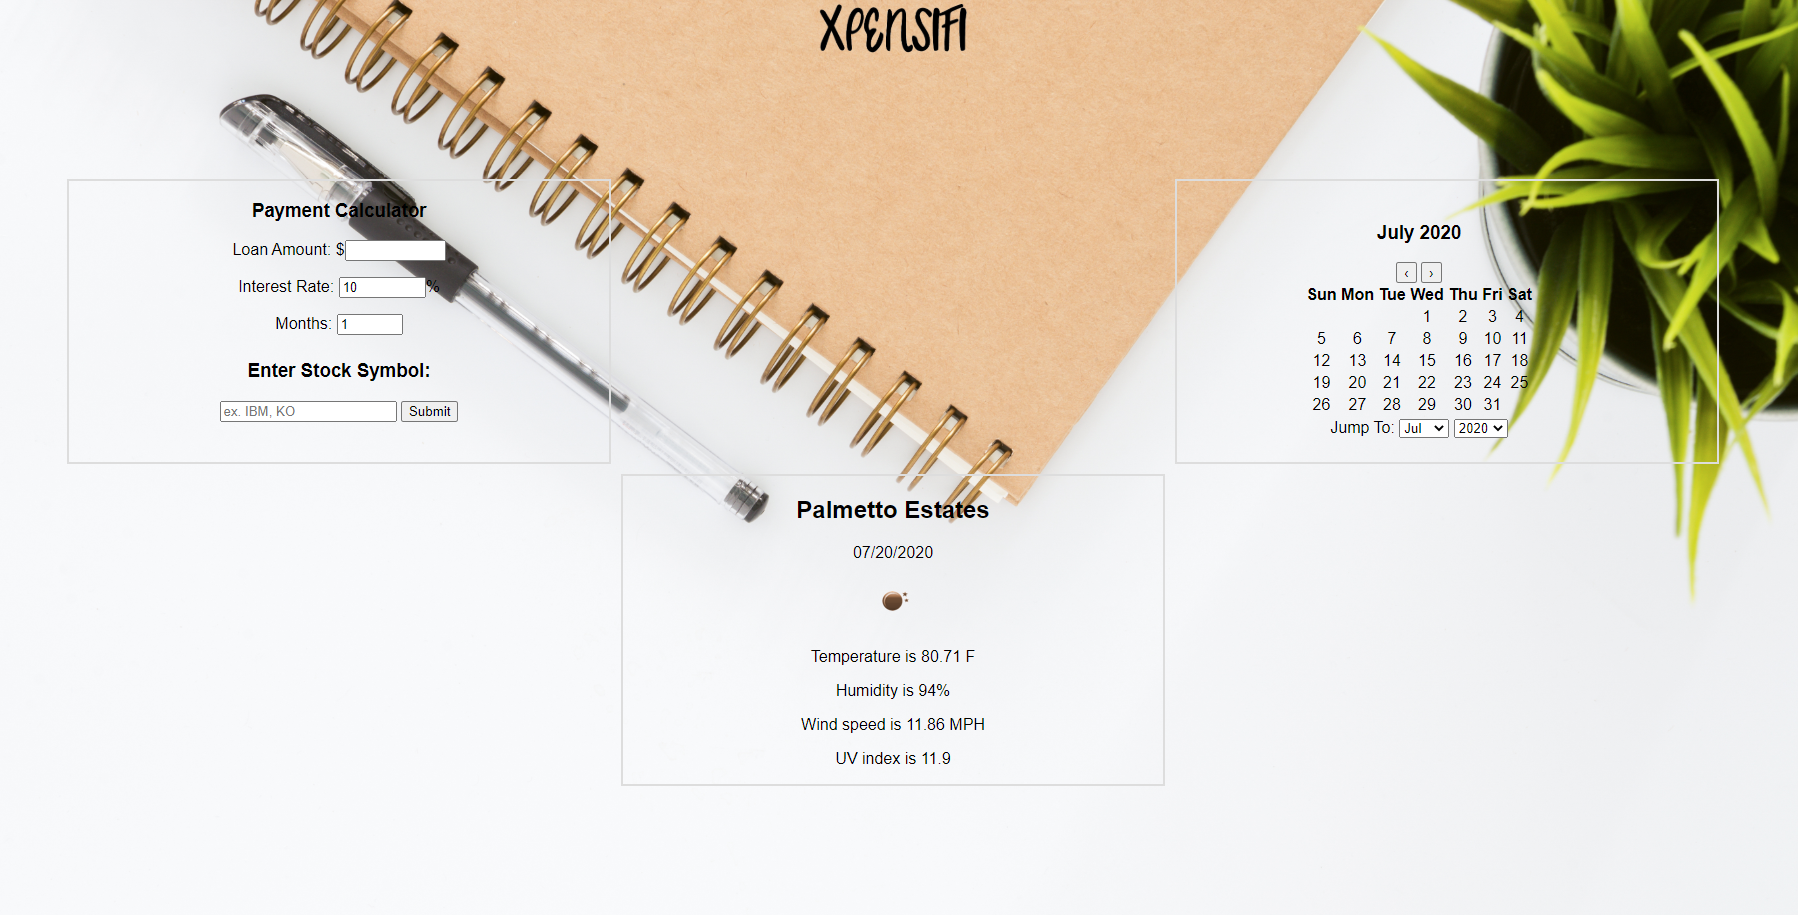 XPENSIFI
Payment Calculator
Loan Amount: $
Interest Rate: 10%
Months: 1
Enter Stock Symbol:
ex. IBM, KO Submit
July 2020
‹ ›
Sun Mon Tue Wed Thu Fri Sat
1 2 3 4
5 6 7 8 9 10 11
12 13 14 15 16 17 18
19 20 21 22 23 24 25
26 27 28 29 30 31
Jump To: Jul 2020
Palmetto Estates
07/20/2020
Temperature is 80.71 F
Humidity is 94%
Wind speed is 11.86 MPH
UV index is 11.9